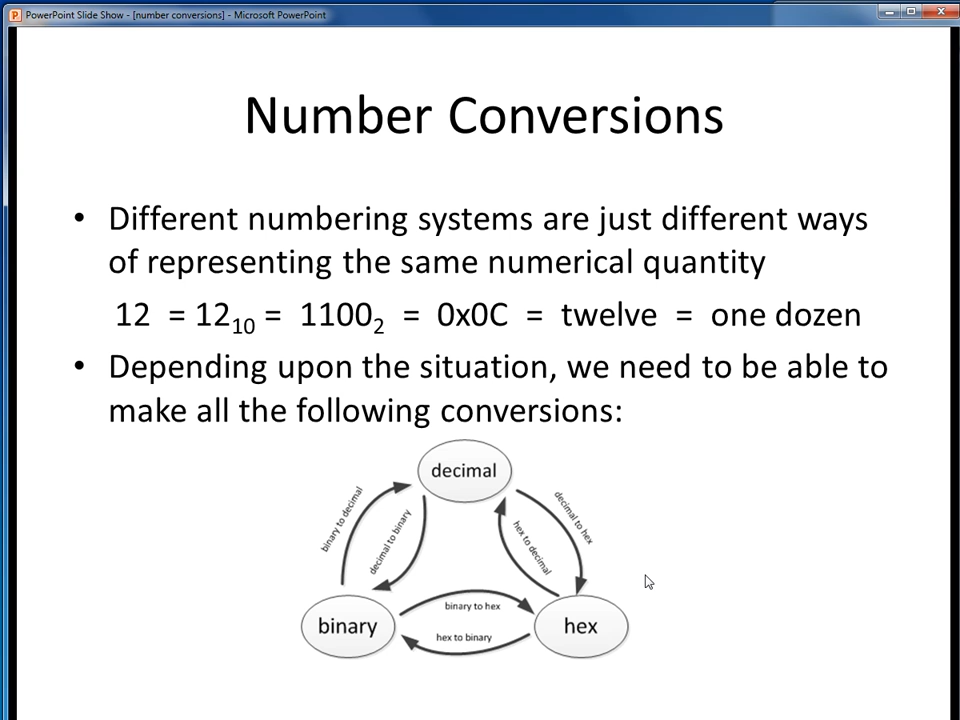 PowerPoint Slide Show - [number conversions] - Microsoft PowerPoint
Number Conversions
• Different numbering systems are just different ways
of representing the same numerical quantity
12 = 12₁₀ = 1100₂ = 0x0C = twelve = one dozen
• Depending upon the situation, we need to be able to
make all the following conversions:
decimal
binary to decimal
decimal to binary
hex to decimal
decimal to hex
binary
binary to hex
hex to binary
hex